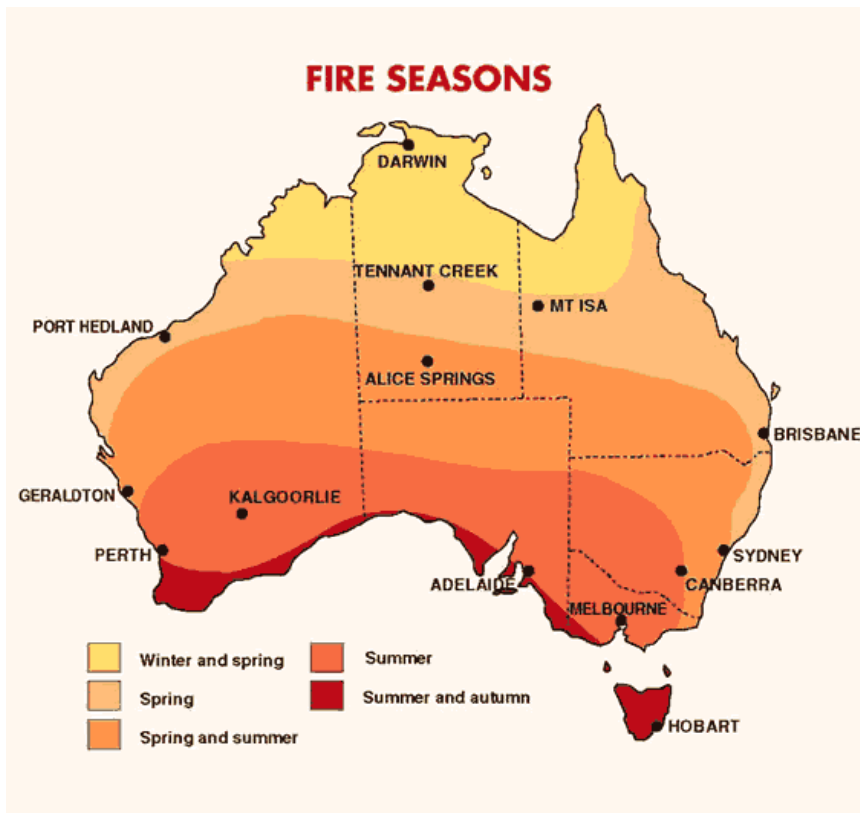 FIRE SEASONS
DARWIN
TENNANT CREEK
MT ISA
PORT HEDLAND
ALICE SPRINGS
BRISBANE
GERALDTON
KALGOORLIE
PERTH
SYDNEY
ADELAIDE
CANBERRA
MELBOURNE
Winter and spring
Summer
Spring
Summer and autumn
Spring and summer
HOBART